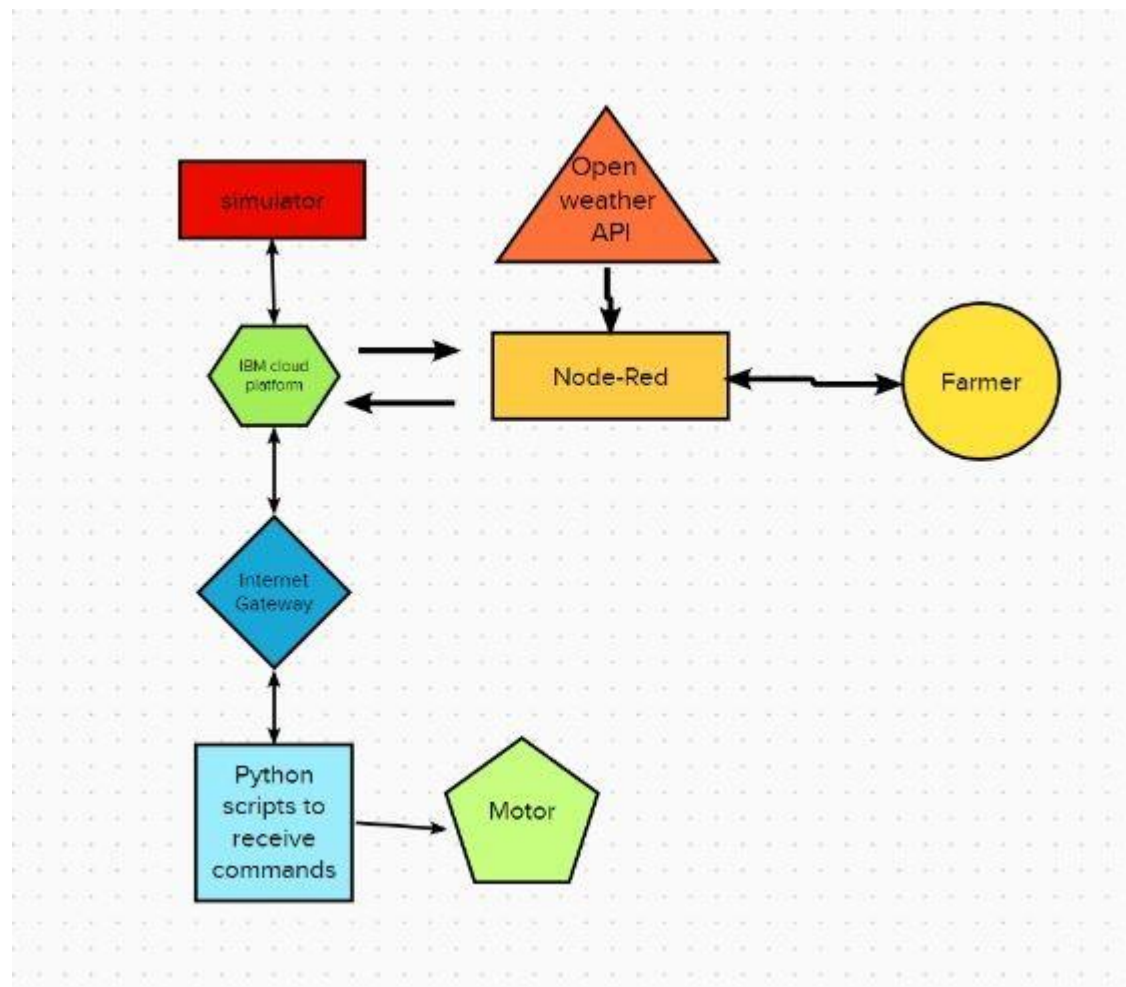 simulator
Open
weather
API
IBM cloud
platform
Node-Red
Farmer
Internet
Gateway
Python
scripts to
receive
commands
Motor